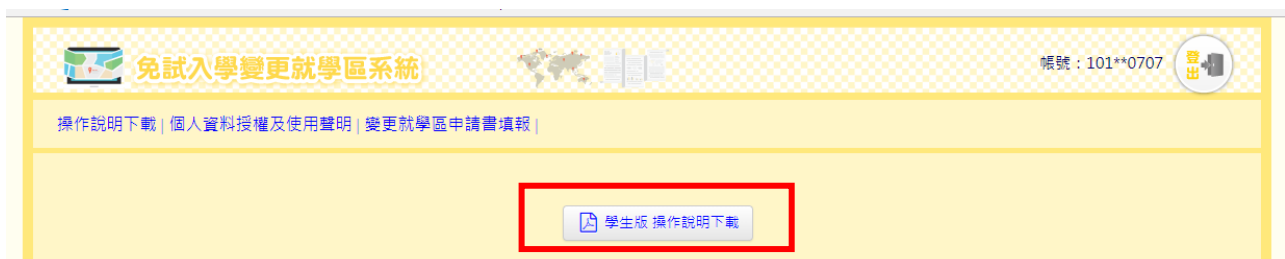 免試入學變更就學區系統
帳號：101**0707
登出
操作說明下載 | 個人資料授權及使用聲明 | 變更就學區申請書填報 |
學生版 操作說明下載